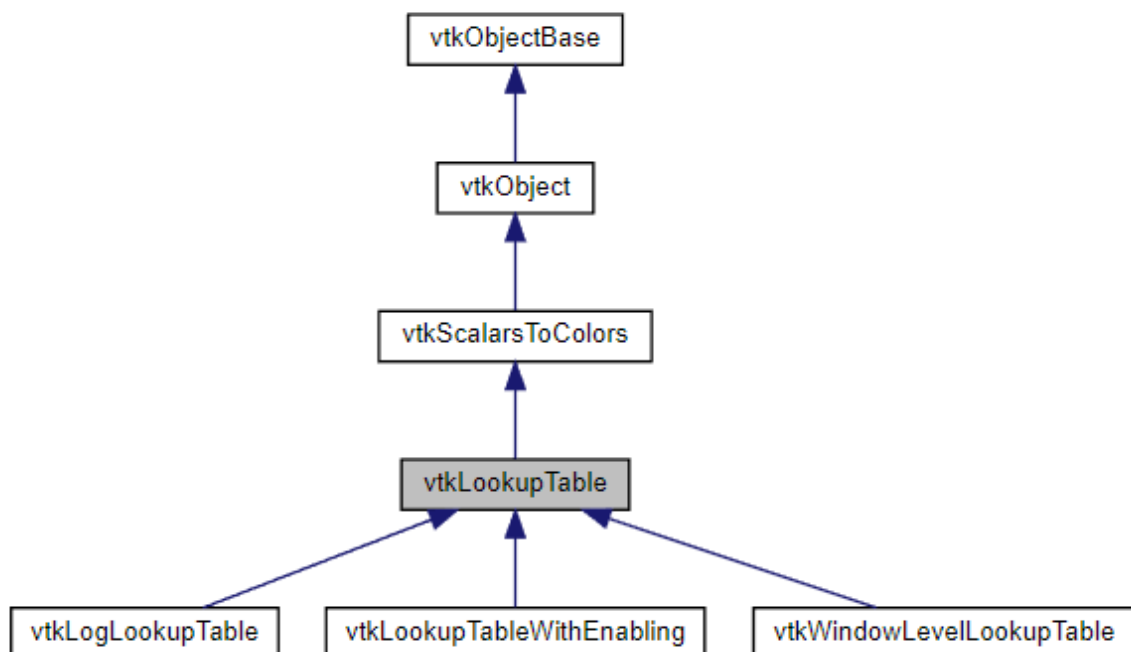 vtkObjectBase
vtkObject
vtkScalarsToColors
vtkLookupTable
vtkLogLookupTable
vtkLookupTableWithEnabling
vtkWindowLevelLookupTable